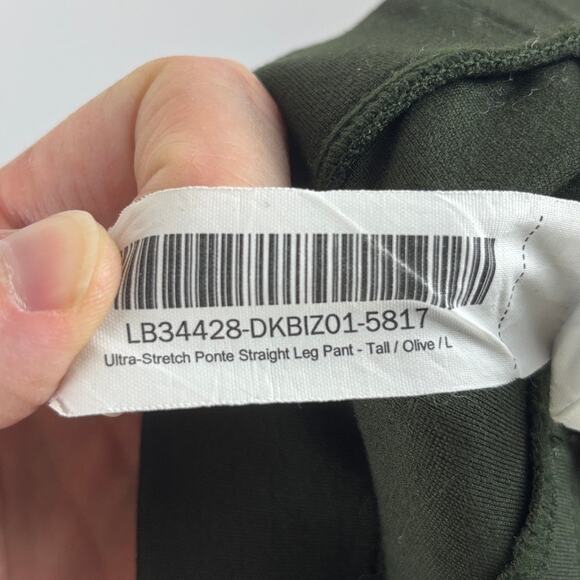 LB34428-DKBIZ01-5817
Ultra-Stretch Ponte Straight Leg Pant - Tall / Olive / L